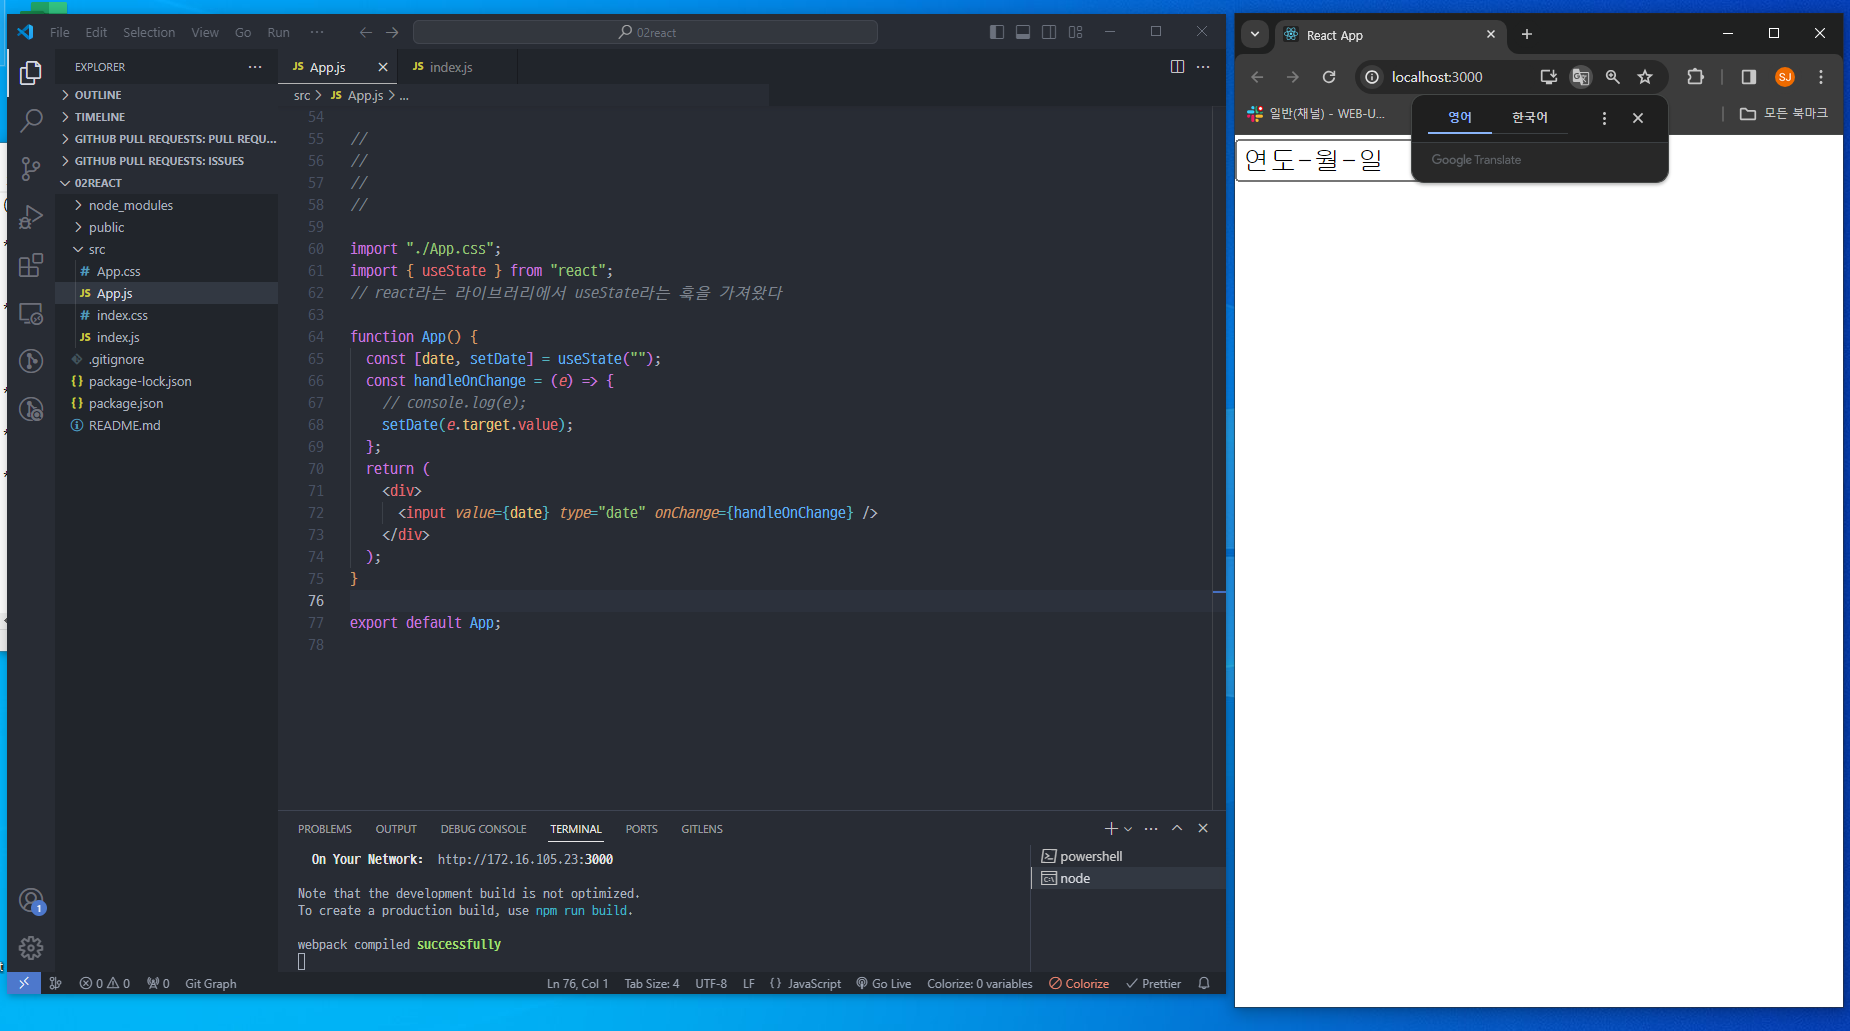 File Edit Selection View Go Run ···
02react
EXPLORER
OUTLINE
TIMELINE
GITHUB PULL REQUESTS: PULL REQU...
GITHUB PULL REQUESTS: ISSUES
02REACT
node_modules
public
src
# App.css
JS App.js
# index.css
JS index.js
.gitignore
{} package-lock.json
{} package.json
README.md
1
JS App.js
JS index.js
src > JS App.js > ...
54
55 //
56 //
57 //
58 //
59
60 import "./App.css";
61 import { useState } from "react";
62 // react라는 라이브러리에서 useState라는 훅을 가져왔다
63
64 function App() {
65 const [date, setDate] = useState("");
66 const handleOnChange = (e) => {
67 // console.log(e);
68 setDate(e.target.value);
69 };
70 return (
71 <div>
72 <input value={date} type="date" onChange={handleOnChange} />
73 </div>
74 );
75 }
76
77 export default App;
78
PROBLEMS OUTPUT DEBUG CONSOLE TERMINAL PORTS GITLENS
On Your Network: http://172.16.105.23:3000
Note that the development build is not optimized.
To create a production build, use npm run build.
webpack compiled successfully
powershell
node
0 0 0 Git Graph
Ln 76, Col 1 Tab Size: 4 UTF-8 LF {} JavaScript Go Live Colorize: 0 variables Colorize Prettier
React App
localhost:3000
SJ
일반(채널) - WEB-U...
모든 북마크
영어 한국어
Google Translate
연도-월-일